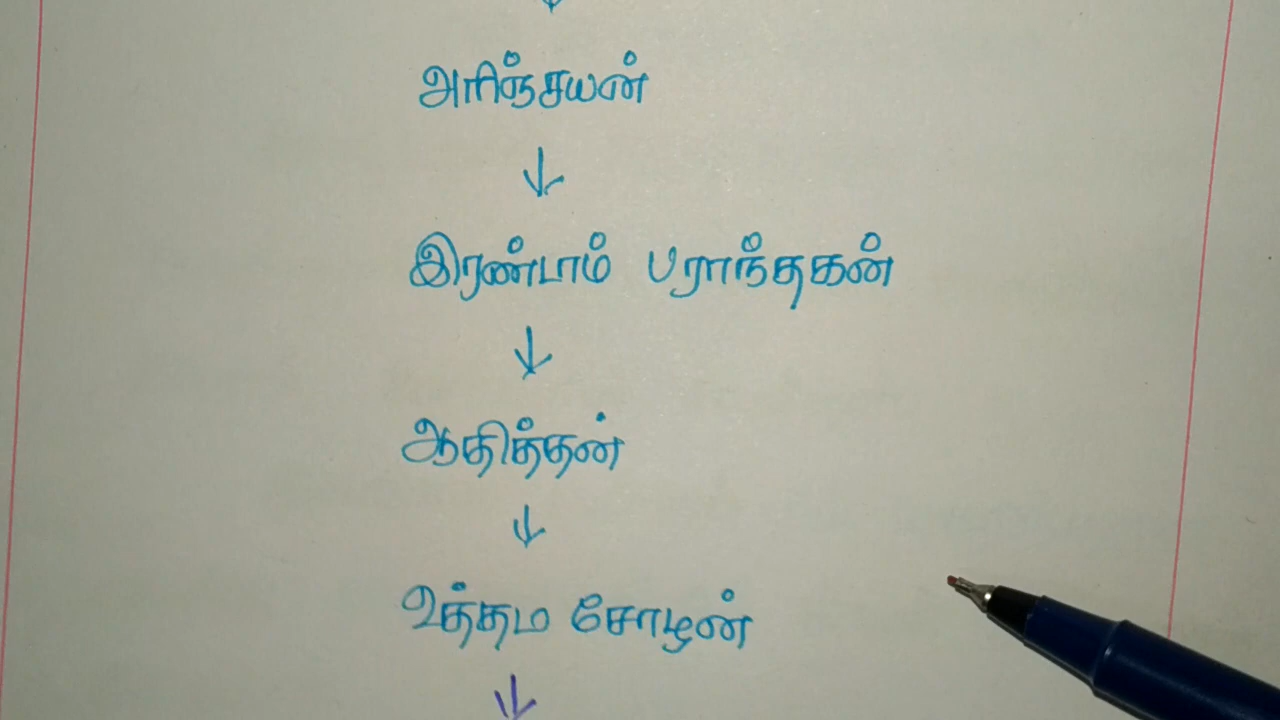 அரிந்சயன்
இரண்டாம் பராந்தகன்
ஆதித்தன்
உத்தம சோழன்